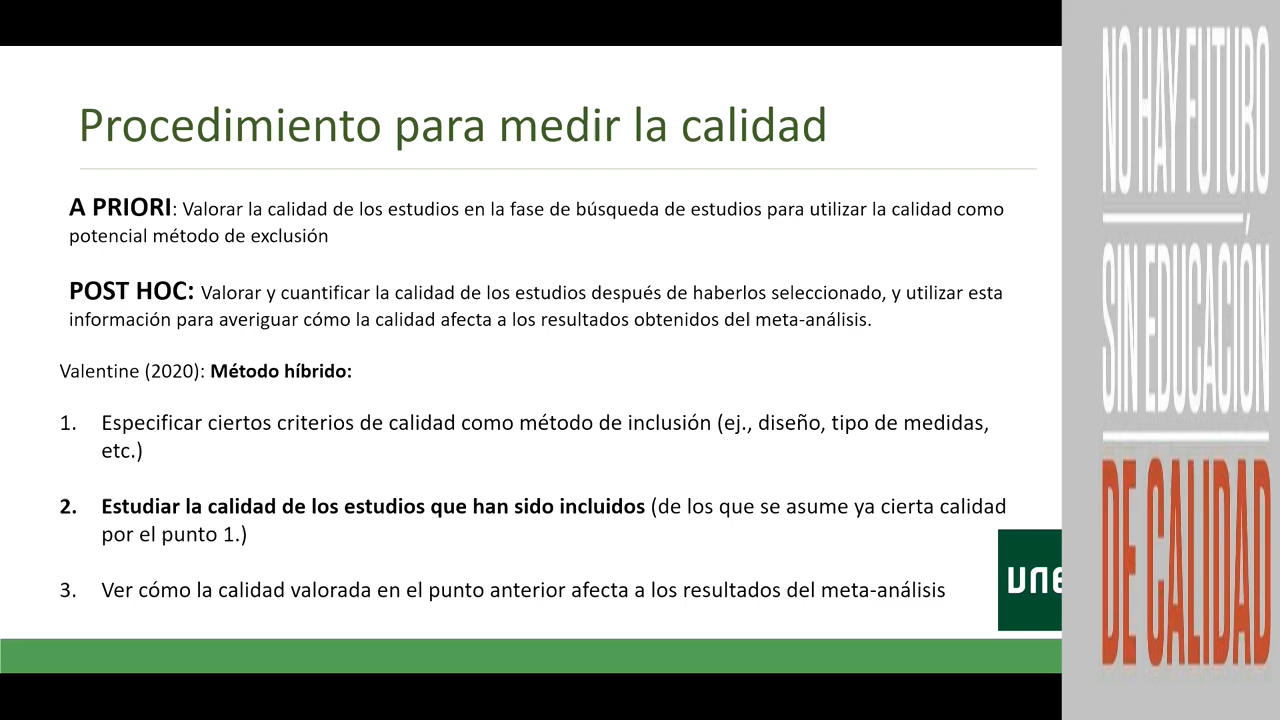 Procedimiento para medir la calidad
A PRIORI: Valorar la calidad de los estudios en la fase de búsqueda de estudios para utilizar la calidad como
potencial método de exclusión
POST HOC: Valorar y cuantificar la calidad de los estudios después de haberlos seleccionado, y utilizar esta
información para averiguar cómo la calidad afecta a los resultados obtenidos del meta-análisis.
Valentine (2020): Método híbrido:
1. Especificar ciertos criterios de calidad como método de inclusión (ej., diseño, tipo de medidas,
etc.)
2. Estudiar la calidad de los estudios que han sido incluidos (de los que se asume ya cierta calidad
por el punto 1.)
3. Ver cómo la calidad valorada en el punto anterior afecta a los resultados del meta-análisis
NO HAY FUTURO
SIN EDUCACIÓN
DE CALIDAD